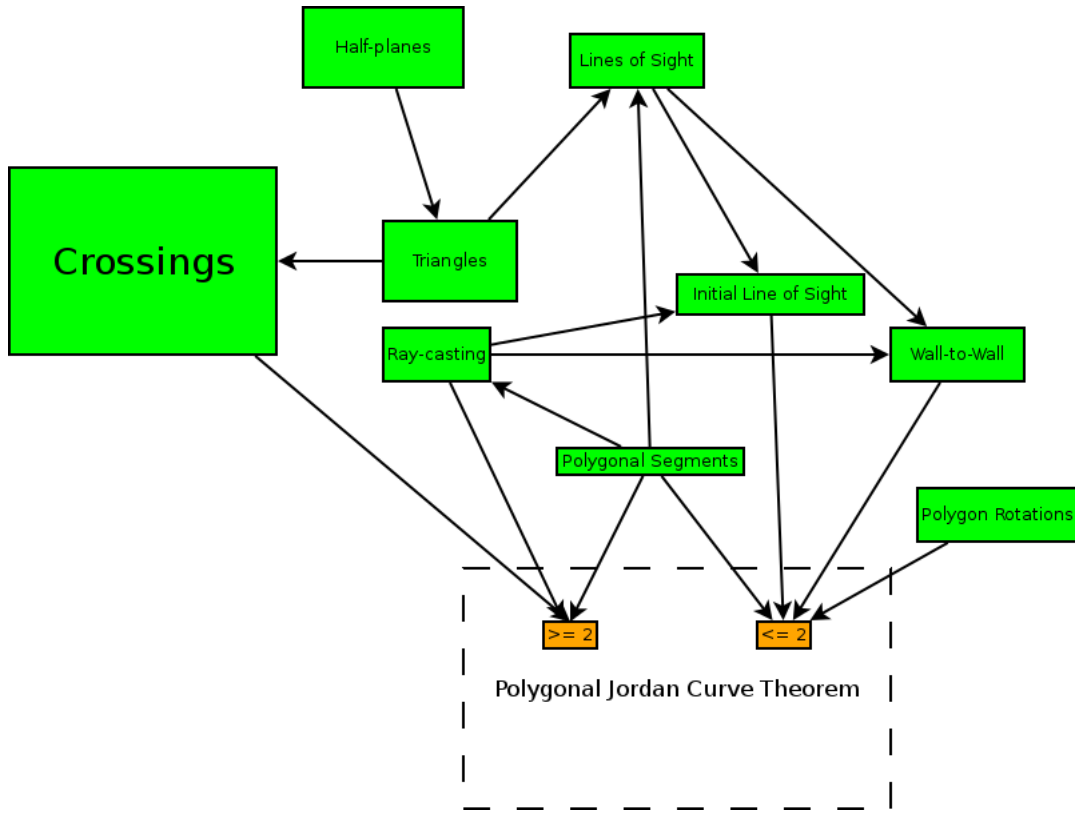 Half-planes
Lines of Sight
Crossings
Triangles
Initial Line of Sight
Ray-casting
Wall-to-Wall
Polygonal Segments
Polygon Rotations
>= 2
<= 2
Polygonal Jordan Curve Theorem